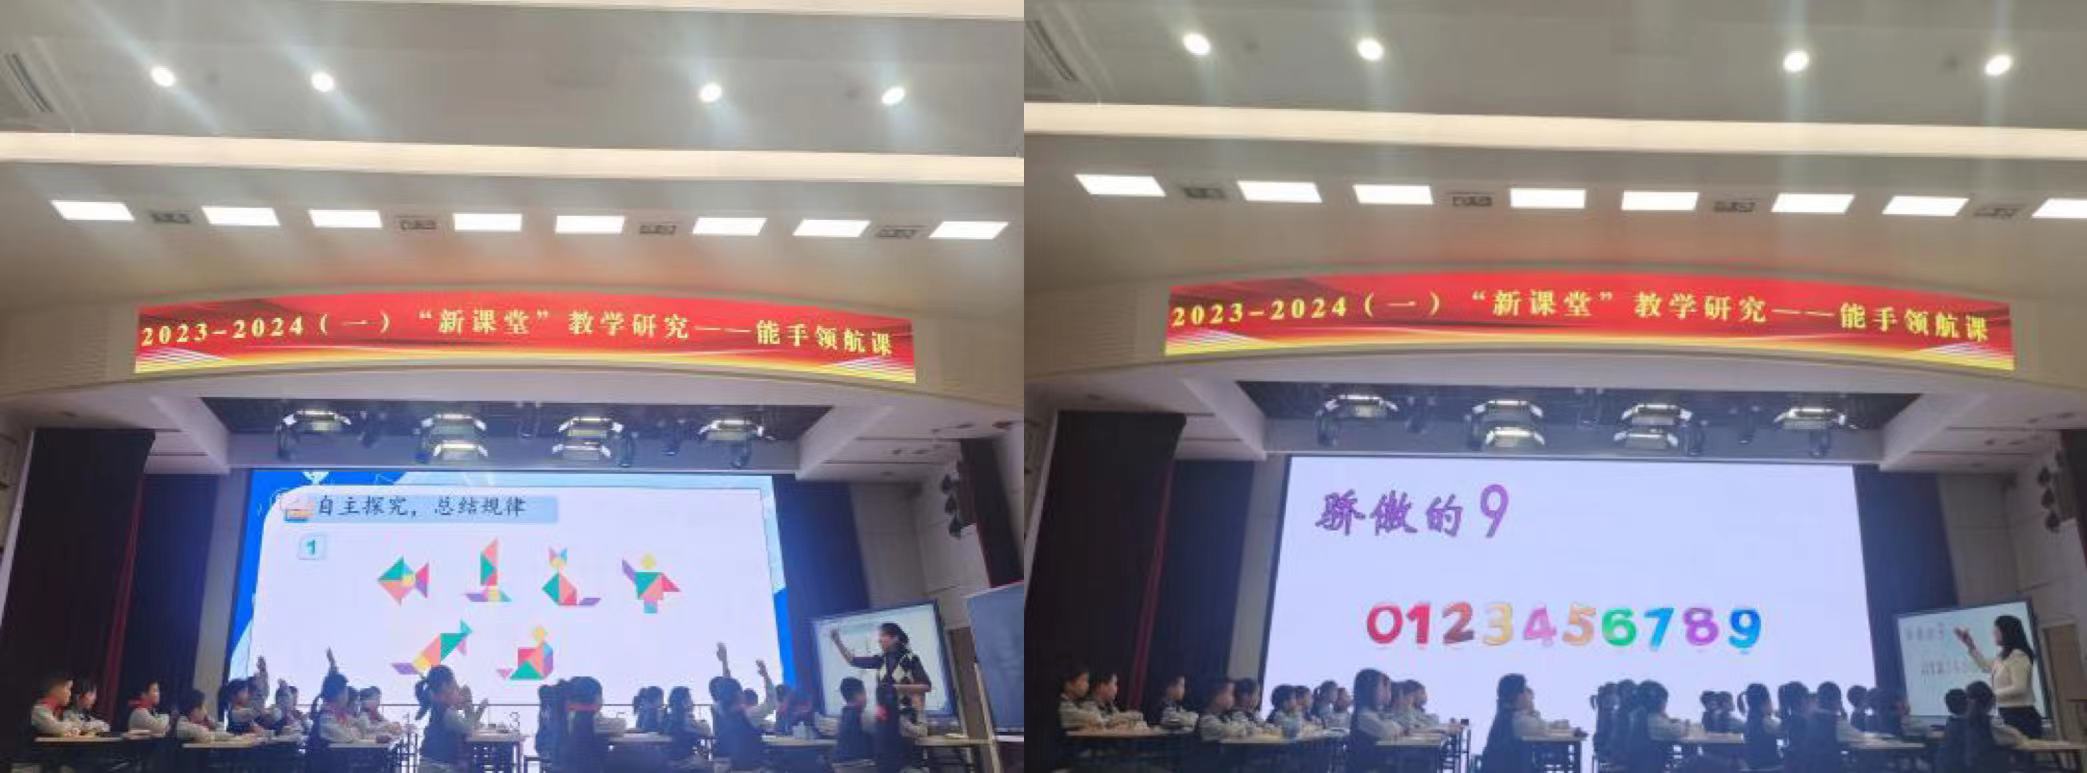 2023-2024（一）“新课堂”教学研究——能手领航课
自主探究，总结规律
1
2023-2024（一）“新课堂”教学研究——能手领航课
骄傲的9
0123456789